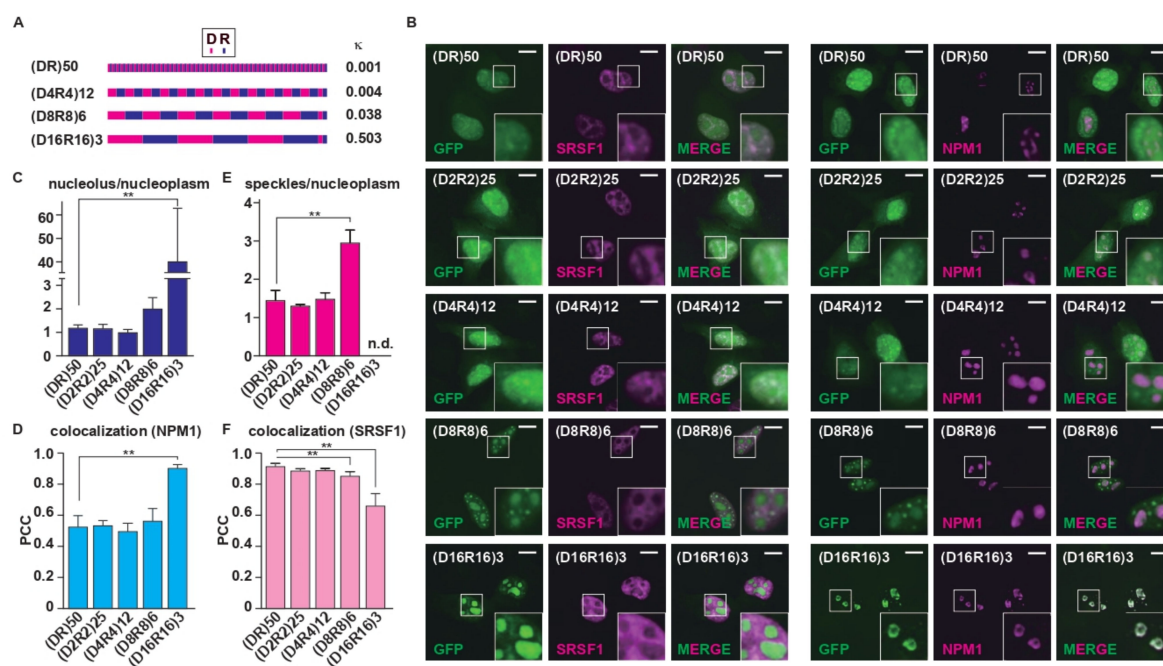 A
D R
κ
(DR)50 0.001
(D4R4)12 0.004
(D8R8)6 0.038
(D16R16)3 0.503
B
(DR)50 (DR)50 (DR)50 (DR)50 (DR)50 (DR)50
GFP SRSF1 MERGE GFP NPM1 MERGE
(D2R2)25 (D2R2)25 (D2R2)25 (D2R2)25 (D2R2)25 (D2R2)25
GFP SRSF1 MERGE GFP NPM1 MERGE
(D4R4)12 (D4R4)12 (D4R4)12 (D4R4)12 (D4R4)12 (D4R4)12
GFP SRSF1 MERGE GFP NPM1 MERGE
(D8R8)6 (D8R8)6 (D8R8)6 (D8R8)6 (D8R8)6 (D8R8)6
GFP SRSF1 MERGE GFP NPM1 MERGE
(D16R16)3 (D16R16)3 (D16R16)3 (D16R16)3 (D16R16)3 (D16R16)3
GFP SRSF1 MERGE GFP NPM1 MERGE
C nucleolus/nucleoplasm
**
60
40
20
2
1
0
(DR)50
(D2R2)25
(D4R4)12
(D8R8)6
(D16R16)3
E speckles/nucleoplasm
**
4
3
2
1
0
n.d.
(DR)50
(D2R2)25
(D4R4)12
(D8R8)6
(D16R16)3
D colocalization (NPM1)
**
1.0
0.8
0.6
0.4
0.2
0
PCC
(DR)50
(D2R2)25
(D4R4)12
(D8R8)6
(D16R16)3
F colocalization (SRSF1)
**
**
1.0
0.8
0.6
0.4
0.2
0
(DR)50
(D2R2)25
(D4R4)12
(D8R8)6
(D16R16)3